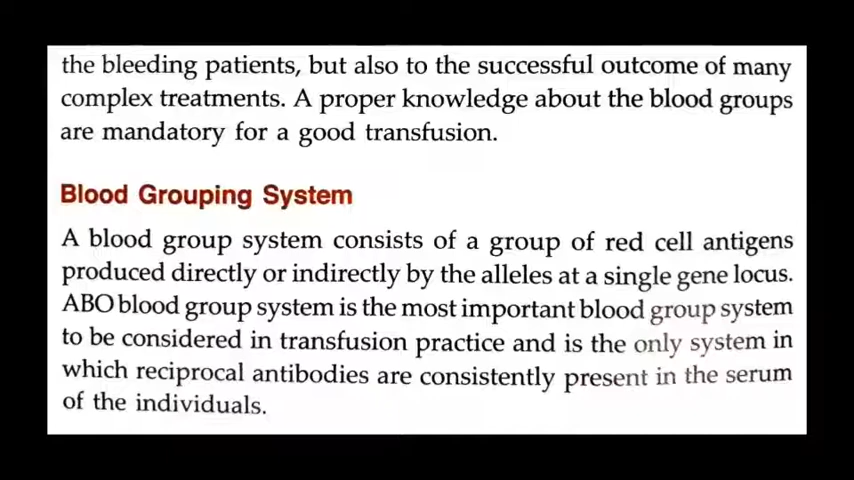 the bleeding patients, but also to the successful outcome of many
complex treatments. A proper knowledge about the blood groups
are mandatory for a good transfusion.
Blood Grouping System
A blood group system consists of a group of red cell antigens
produced directly or indirectly by the alleles at a single gene locus.
ABO blood group system is the most important blood group system
to be considered in transfusion practice and is the only system in
which reciprocal antibodies are consistently present in the serum
of the individuals.